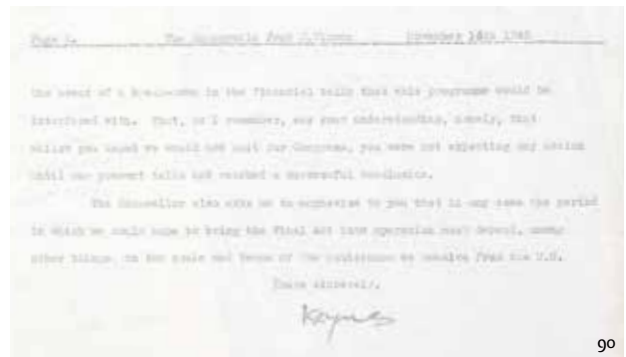 Page 2. The Honourable Fred M. Vinson November 18th 1945
the event of a break-down in the financial talks that this programme would be
interfered with. That, as I remember, was your understanding, namely, that
whilst you hoped we would not our Congress, you were not expecting any action
until our present talks had reached a successful conclusion.
The Chancellor also asks me to emphasise to you that in any case the period
in which we could hope to bring the Final Act into operation must depend, among
other things, on the scale and terms of the assistance we receive from the U.S.
Yours sincerely,
Keynes
90